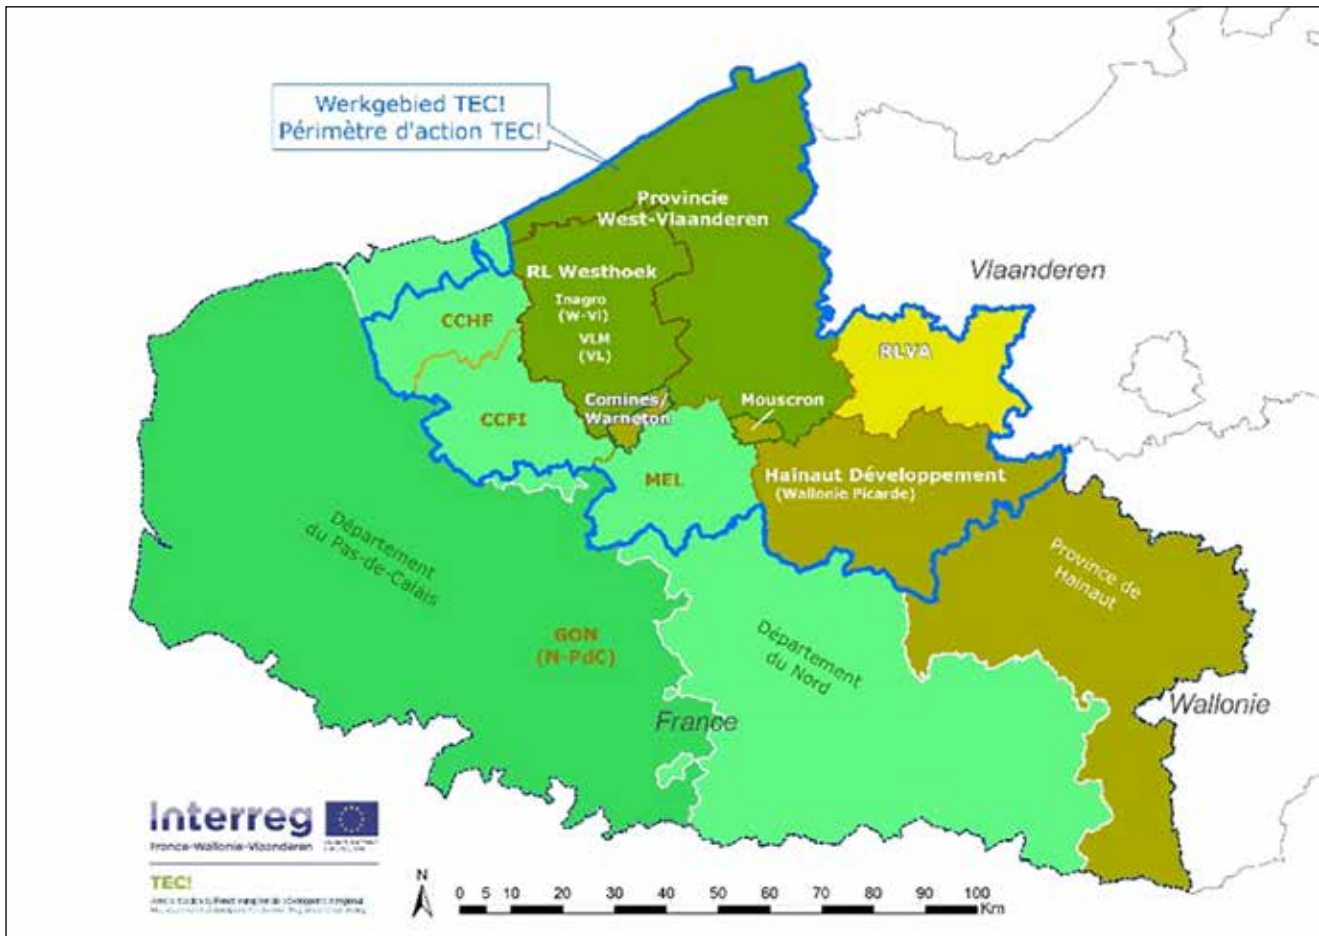 Werkgebied TEC!
Périmètre d'action TEC!
Provincie
West-Vlaanderen
RL Westhoek
Inagro
(W-Vl)
VLM
(VL)
Vlaanderen
CCHF
RLVA
CCFI
Comines/
Warneton
Mouscron
MEL
Hainaut Développement
(Wallonie Picarde)
Département
du Pas-de-Calais
Province de
Hainaut
GON
(N-PdC)
Département
du Nord
France
Wallonie
Interreg
France-Wallonie-Vlaanderen
TEC!
N
0 5 10 20 30 40 50 60 70 80 90 100
Km